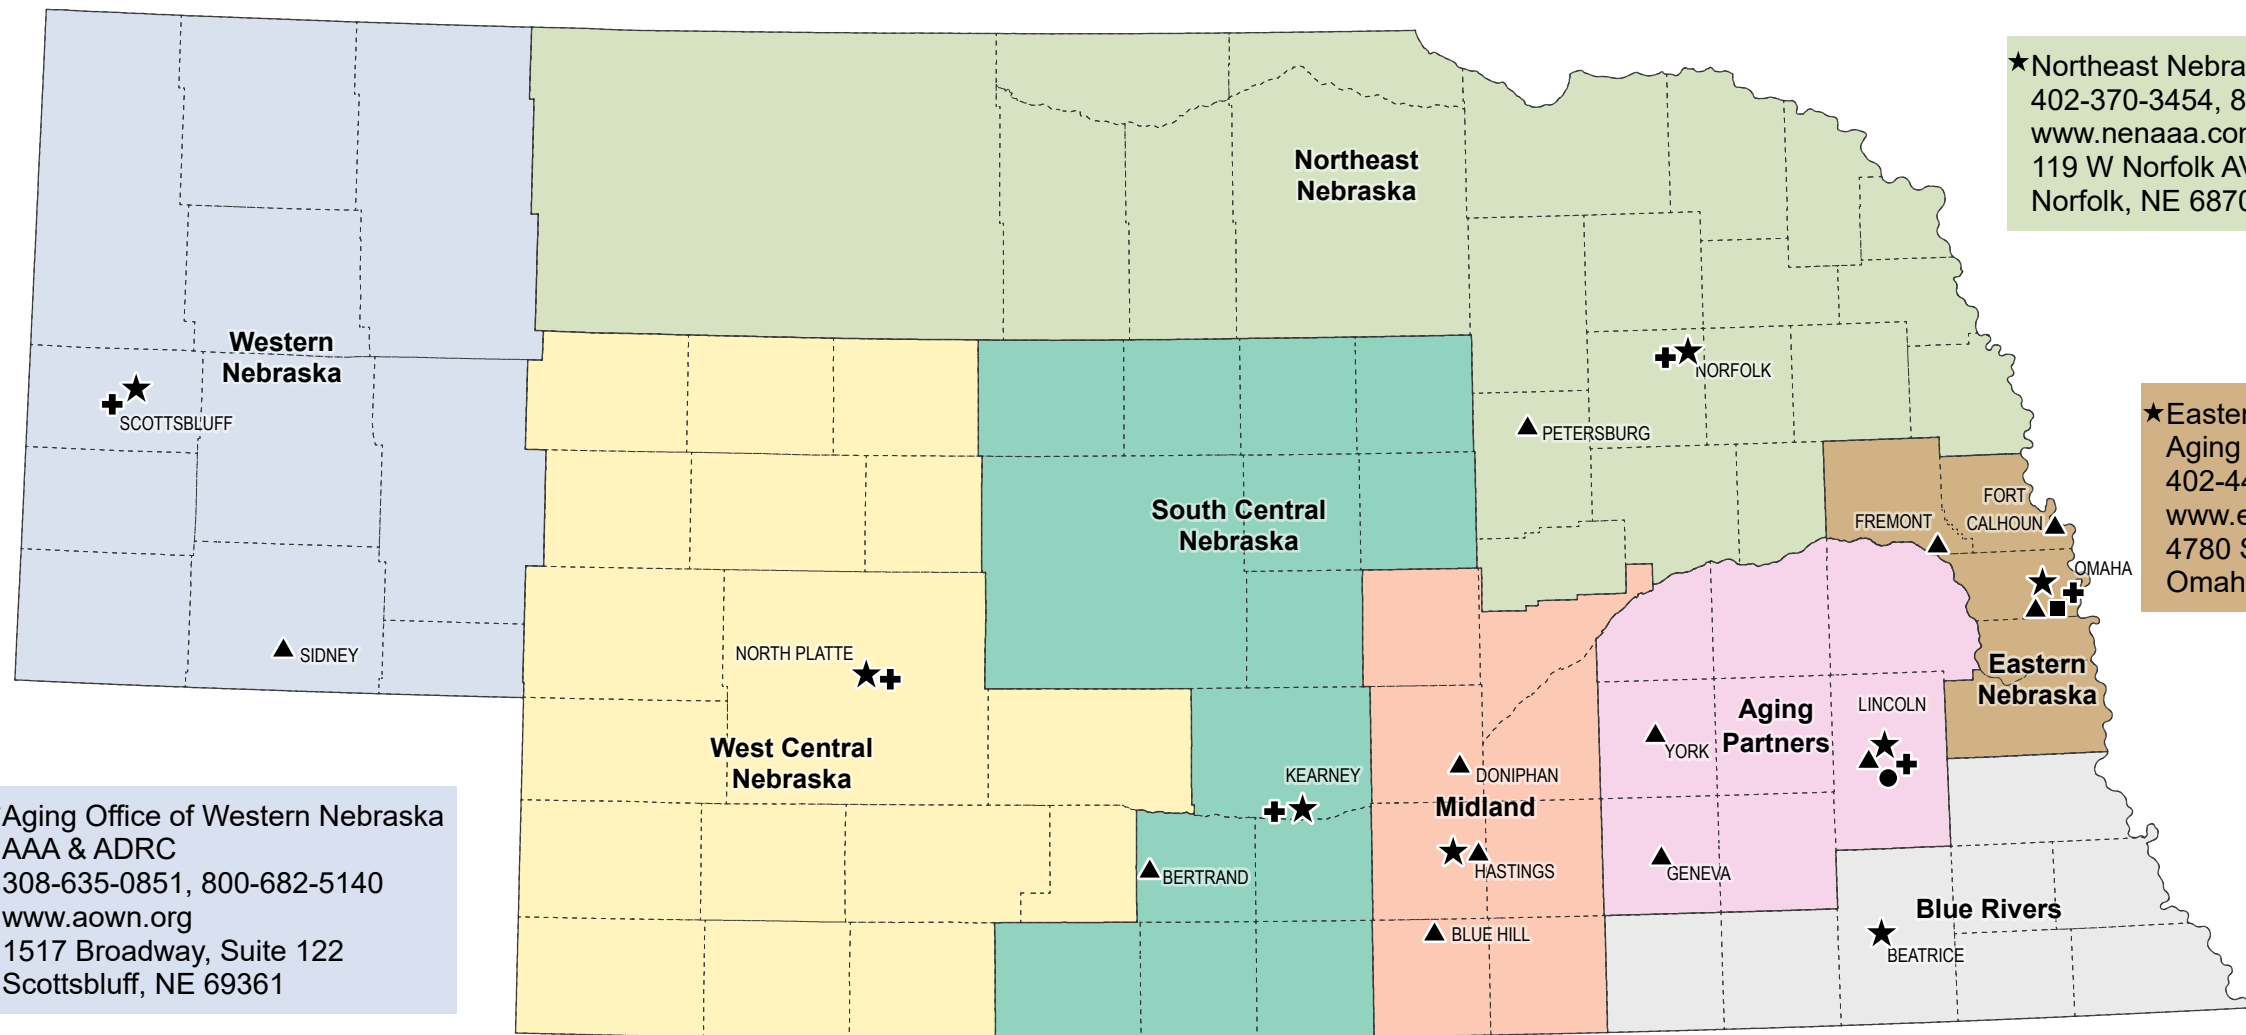 Northeast
Nebraska
Western
Nebraska
SCOTTSBLUFF
SIDNEY
NORFOLK
PETERSBURG
South Central
Nebraska
FREMONT
FORT
CALHOUN
OMAHA
NORTH PLATTE
West Central
Nebraska
KEARNEY
BERTRAND
DONIPHAN
Midland
HASTINGS
BLUE HILL
YORK
Aging
Partners
LINCOLN
GENEVA
Eastern
Nebraska
Blue Rivers
BEATRICE
Northeast Nebra
402-370-3454, 8
www.nenaaa.co
119 W Norfolk A
Norfolk, NE 6870
Easter
Aging
402-44
www.e
4780 S
Omah
Aging Office of Western Nebraska
AAA & ADRC
308-635-0851, 800-682-5140
www.aown.org
1517 Broadway, Suite 122
Scottsbluff, NE 69361